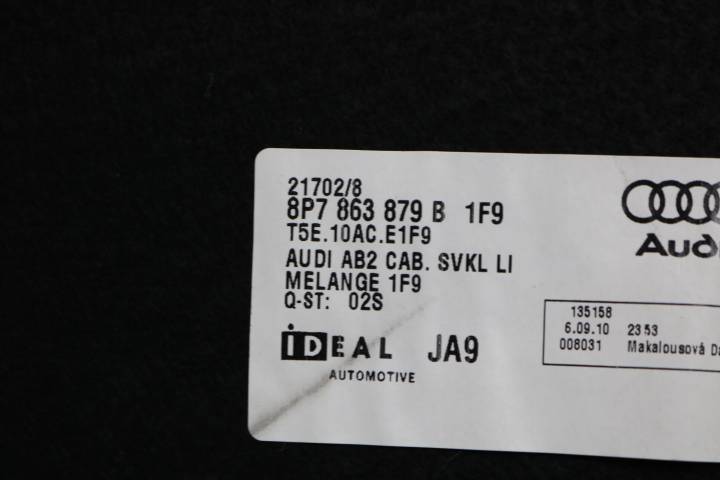 21702/8
8P7 863 879 B 1F9
T5E.10AC.E1F9
AUDI AB2 CAB. SVKL LI
MELANGE 1F9
Q-ST: 02S
iDEAL JA9
AUTOMOTIVE
Audi
135158
6.09.10 23 53
008031 Makalousová